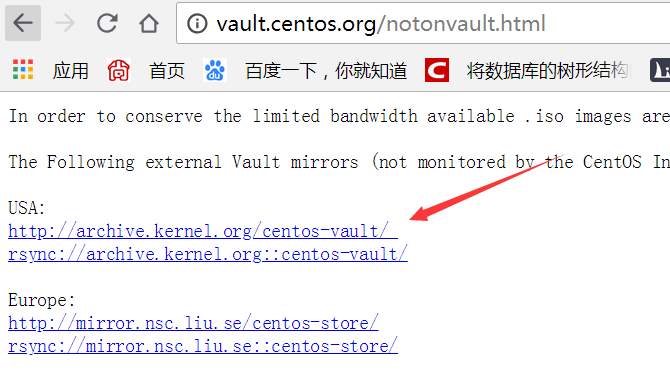 vault.centos.org/notonvault.html
应用 首页 百度一下，你就知道 将数据库的树形结构
In order to conserve the limited bandwidth available .iso images are
The Following external Vault mirrors (not monitored by the CentOS In
USA:
http://archive.kernel.org/centos-vault/
rsync://archive.kernel.org::centos-vault/
Europe:
http://mirror.nsc.liu.se/centos-store/
rsync://mirror.nsc.liu.se::centos-store/